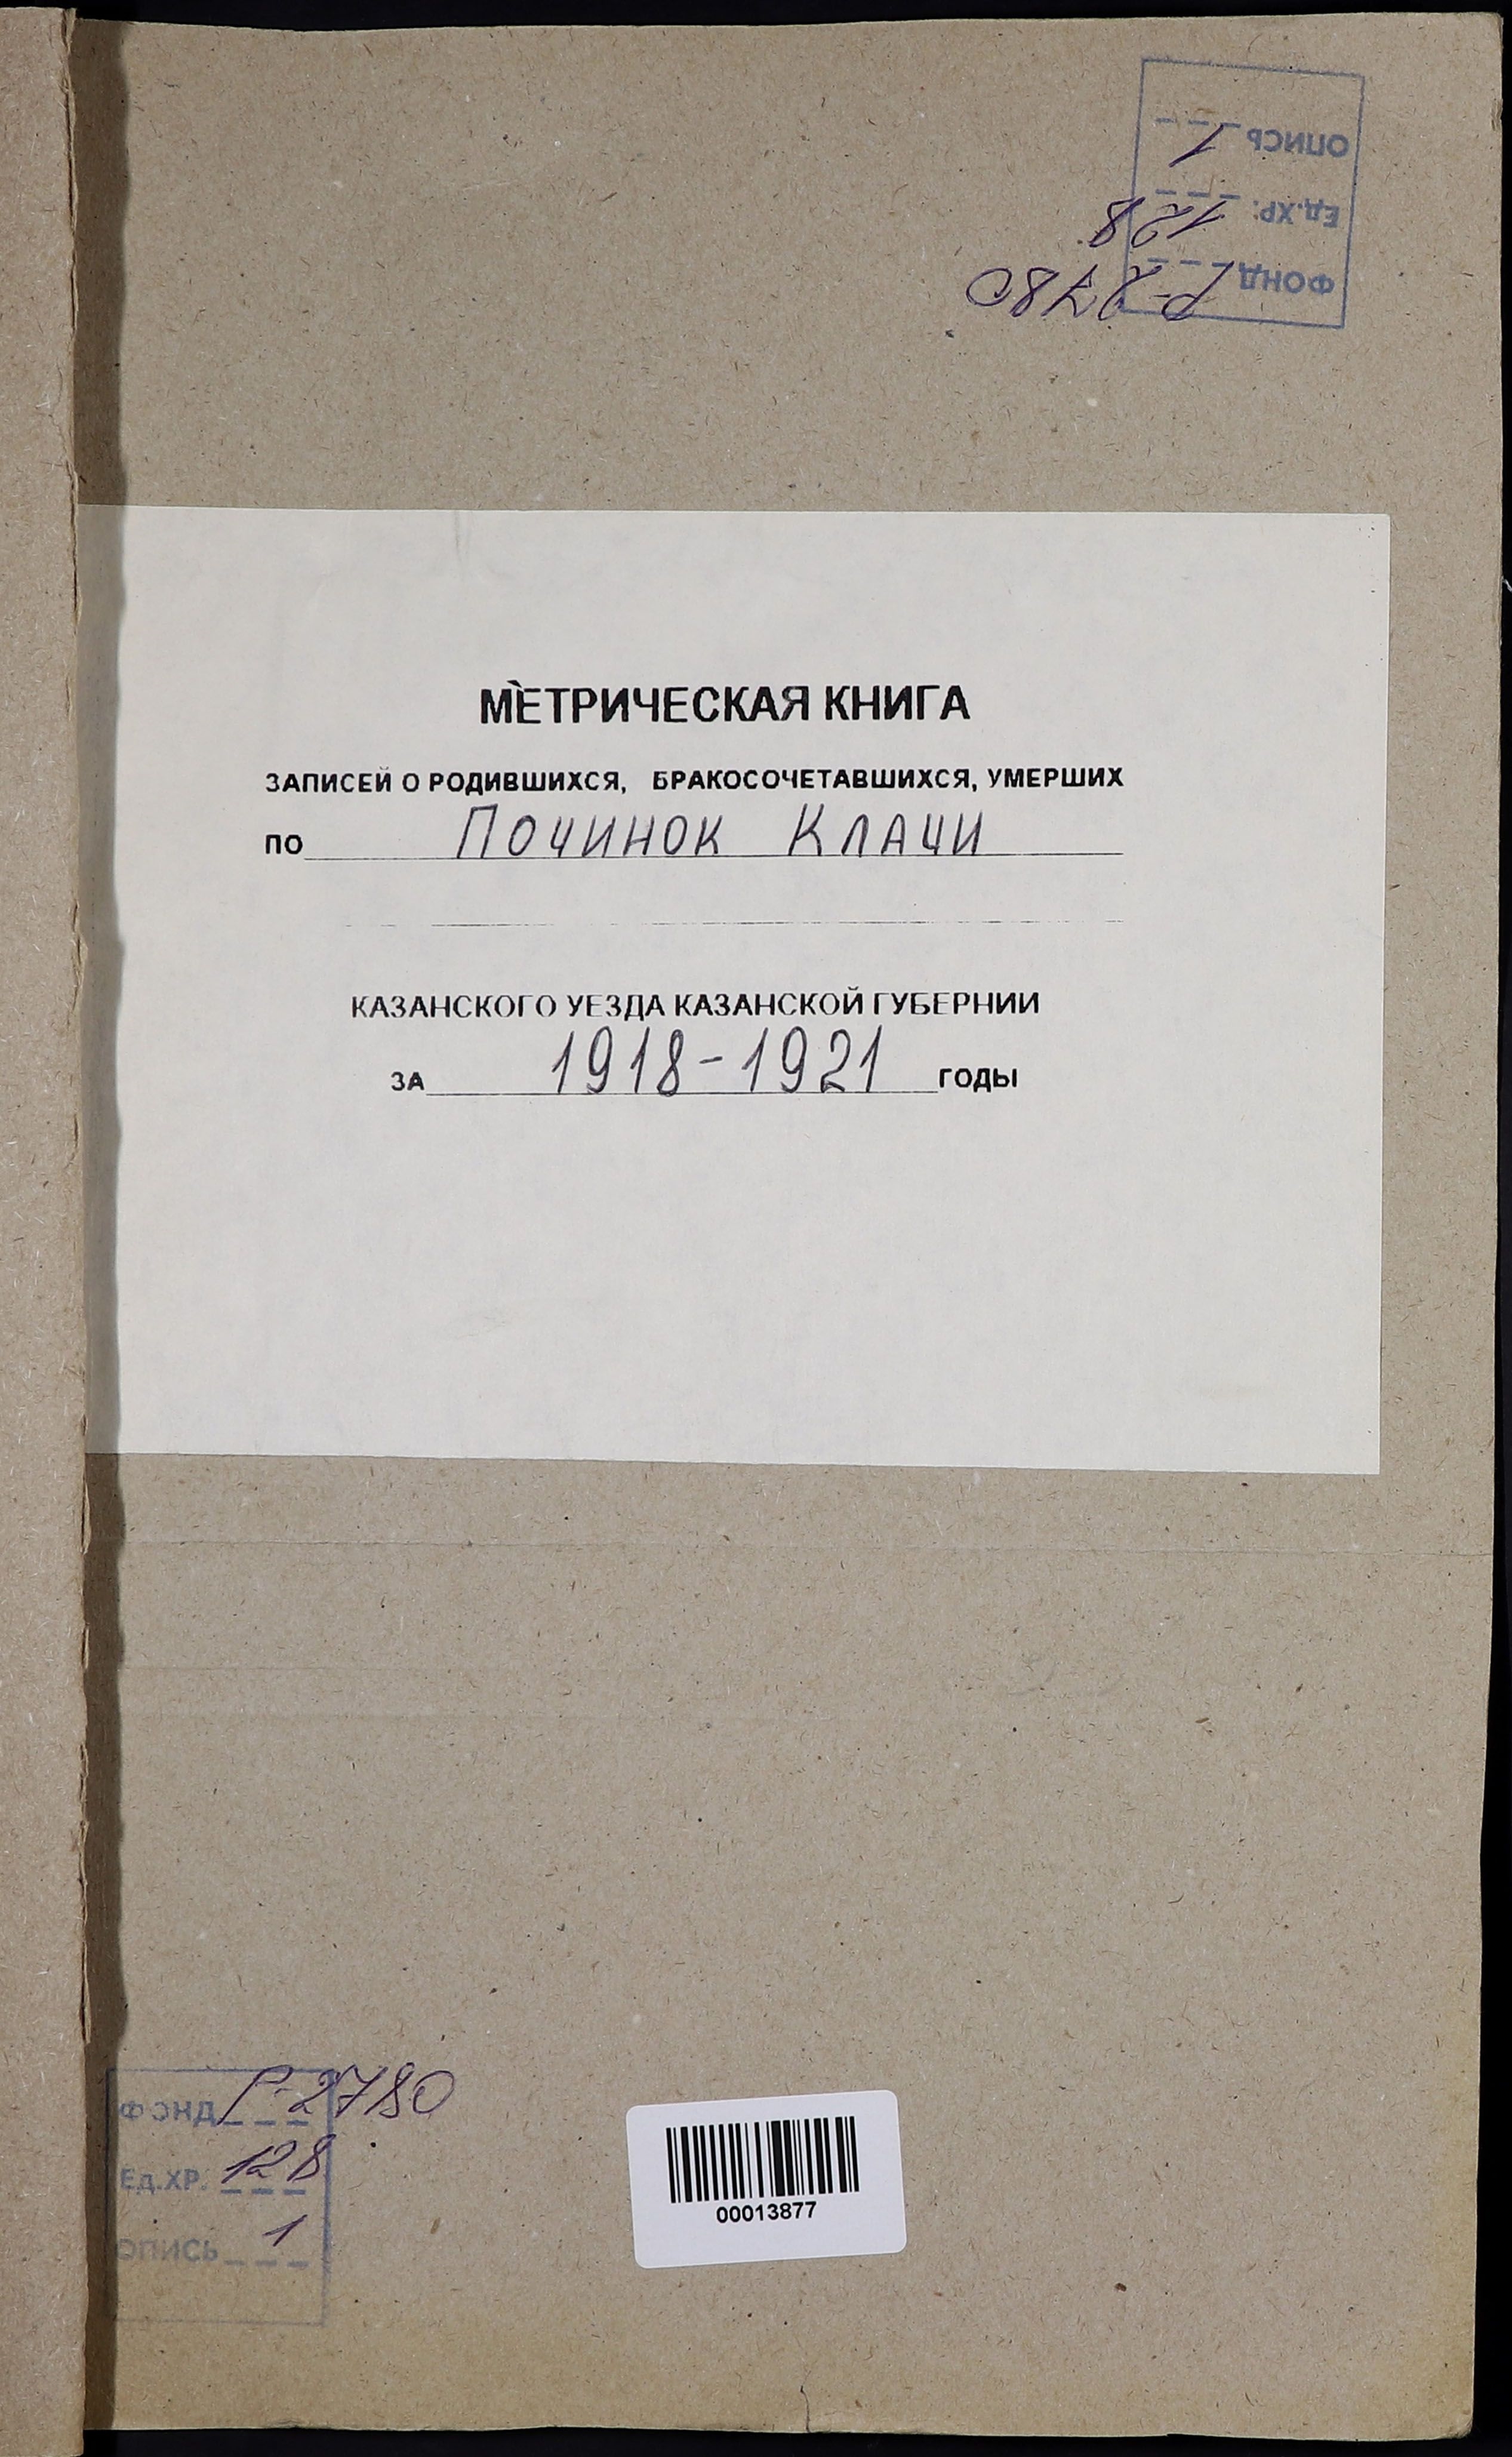 ОПИСЬ 1
Ед.ХР. 128
ФОНД Р-2780
МЕТРИЧЕСКАЯ КНИГА
ЗАПИСЕЙ О РОДИВШИХСЯ, БРАКОСОЧЕТАВШИХСЯ, УМЕРШИХ
ПО Починок Клачи
КАЗАНСКОГО УЕЗДА КАЗАНСКОЙ ГУБЕРНИИ
ЗА 1918-1921 ГОДЫ
ФОНД Р-2780
Ед.ХР. 128
ОПИСЬ 1
00013877